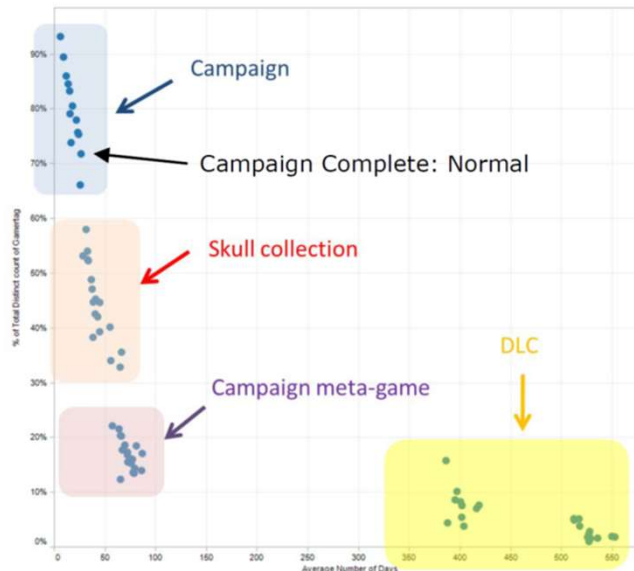 90%
Campaign
80%
Campaign Complete: Normal
70%
60%
Skull collection
50%
% of Total Distinct count of Gamertag
40%
DLC
30%
Campaign meta-game
20%
10%
0%
0 50 100 150 200 250 300 350 400 450 500 550
Average Number of Days